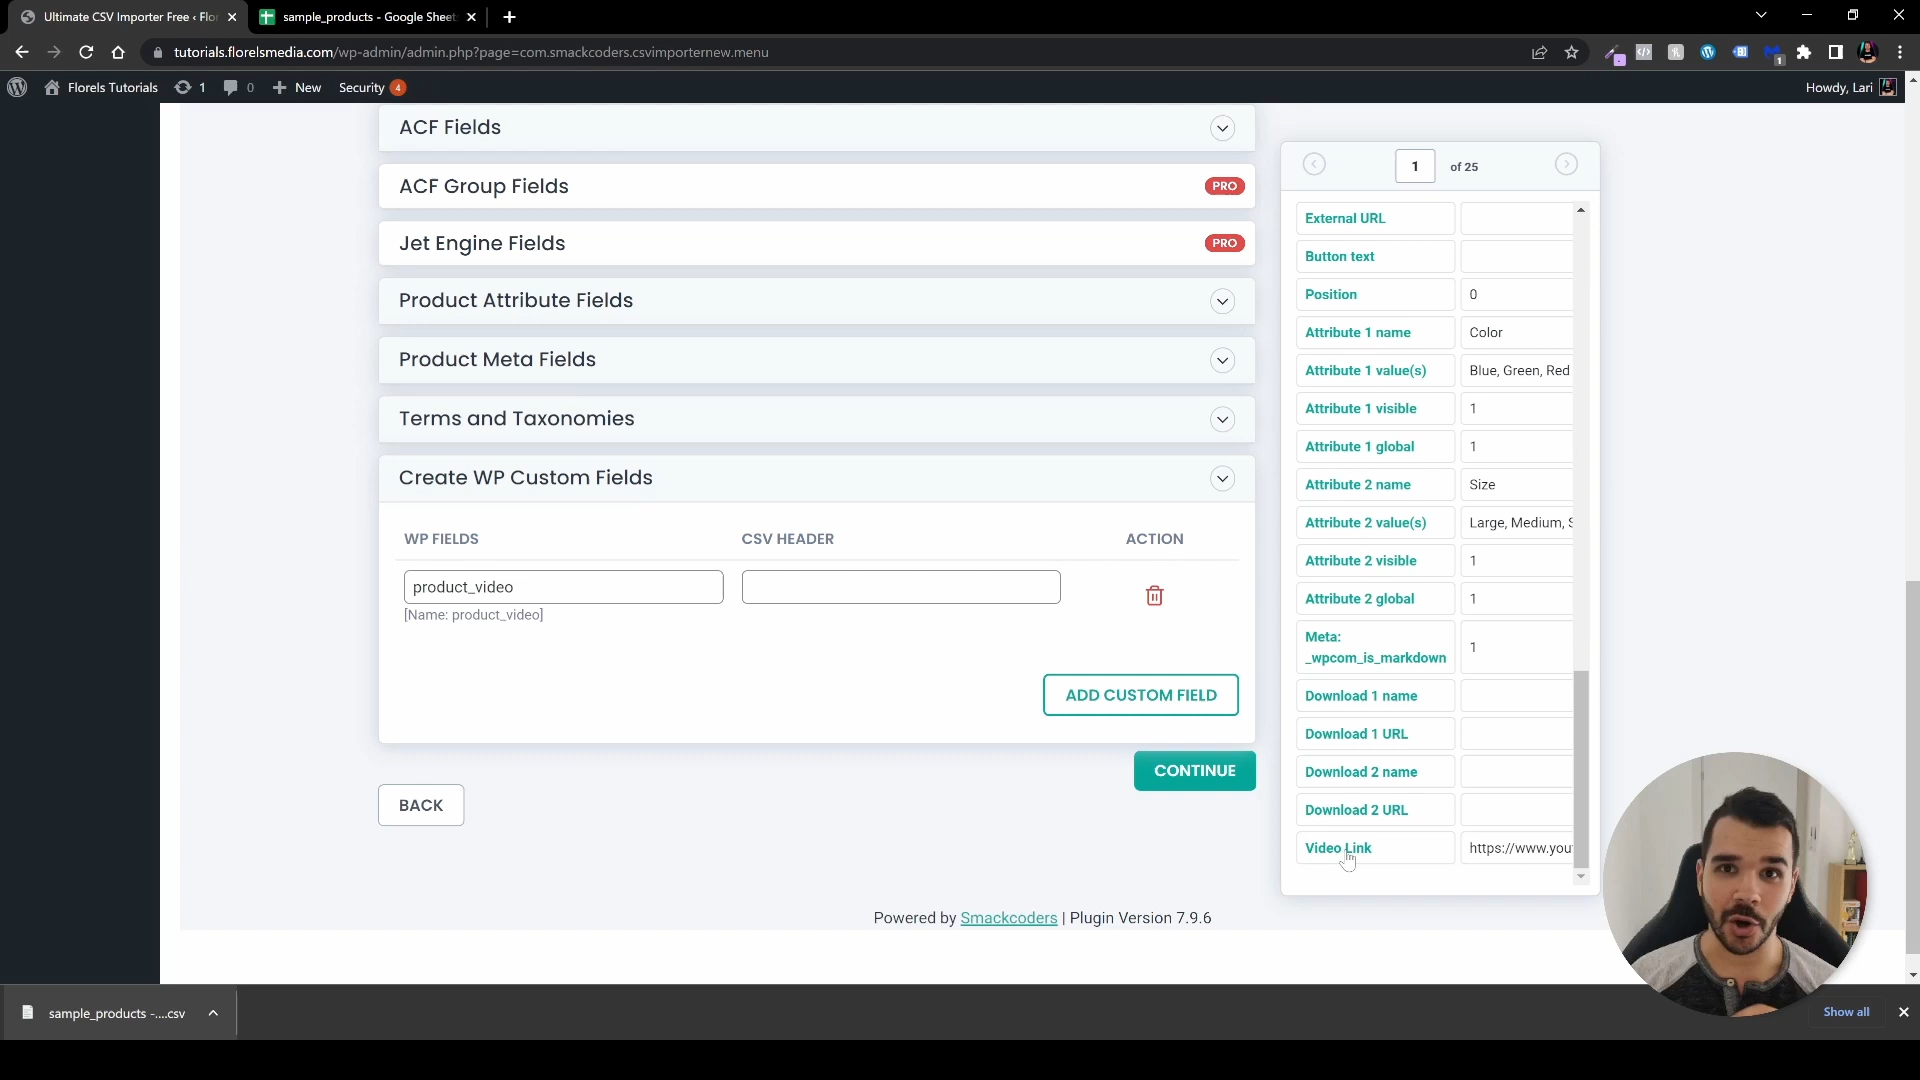 Ultimate CSV Importer Free ‹ Flor
sample_products - Google Sheet
tutorials.florelsmedia.com/wp-admin/admin.php?page=com.smackcoders.csvimporternew.menu
1
Florels Tutorials
1
0
New
Security 4
Howdy, Lari
ACF Fields
ACF Group Fields
PRO
Jet Engine Fields
PRO
Product Attribute Fields
Product Meta Fields
Terms and Taxonomies
Create WP Custom Fields
WP FIELDS
CSV HEADER
ACTION
product_video
[Name: product_video]
ADD CUSTOM FIELD
CONTINUE
BACK
1 of 25
External URL
Button text
Position 0
Attribute 1 name Color
Attribute 1 value(s) Blue, Green, Red
Attribute 1 visible 1
Attribute 1 global 1
Attribute 2 name Size
Attribute 2 value(s) Large, Medium, S
Attribute 2 visible 1
Attribute 2 global 1
Meta:
_wpcom_is_markdown 1
Download 1 name
Download 1 URL
Download 2 name
Download 2 URL
Video Link https://www.you
Powered by Smackcoders | Plugin Version 7.9.6
sample_products -....csv
Show all